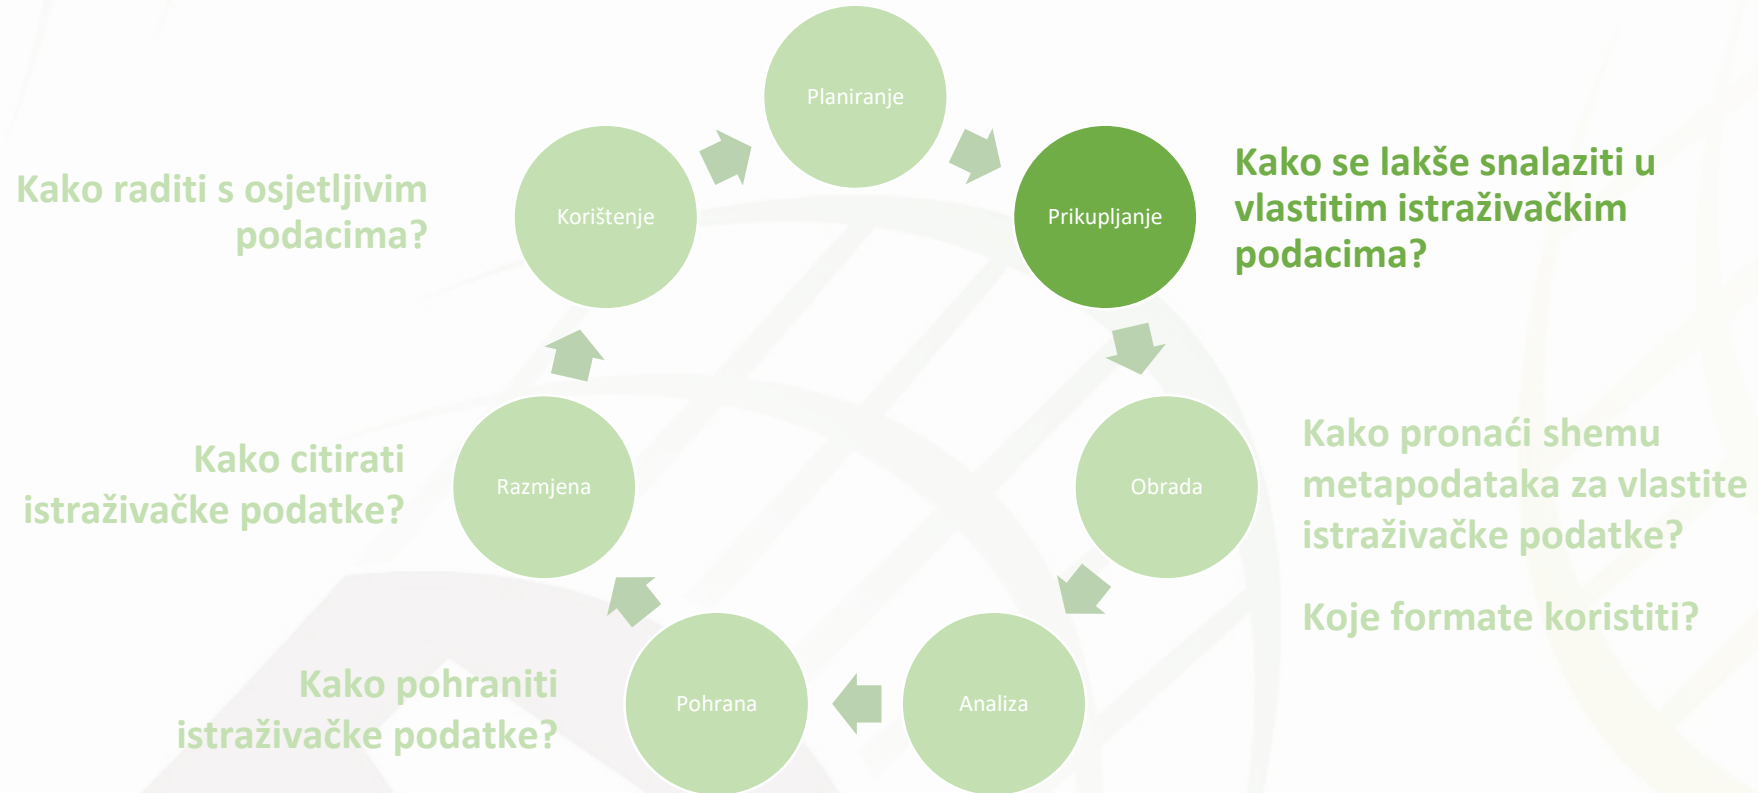 Planiranje
Prikupljanje
Kako se lakše snalaziti u
vlastitim istraživačkim
podacima?
Obrada
Kako pronaći shemu
metapodataka za vlastite
istraživačke podatke?
Koje formate koristiti?
Analiza
Pohrana
Kako pohraniti
istraživačke podatke?
Razmjena
Kako citirati
istraživačke podatke?
Korištenje
Kako raditi s osjetljivim
podacima?